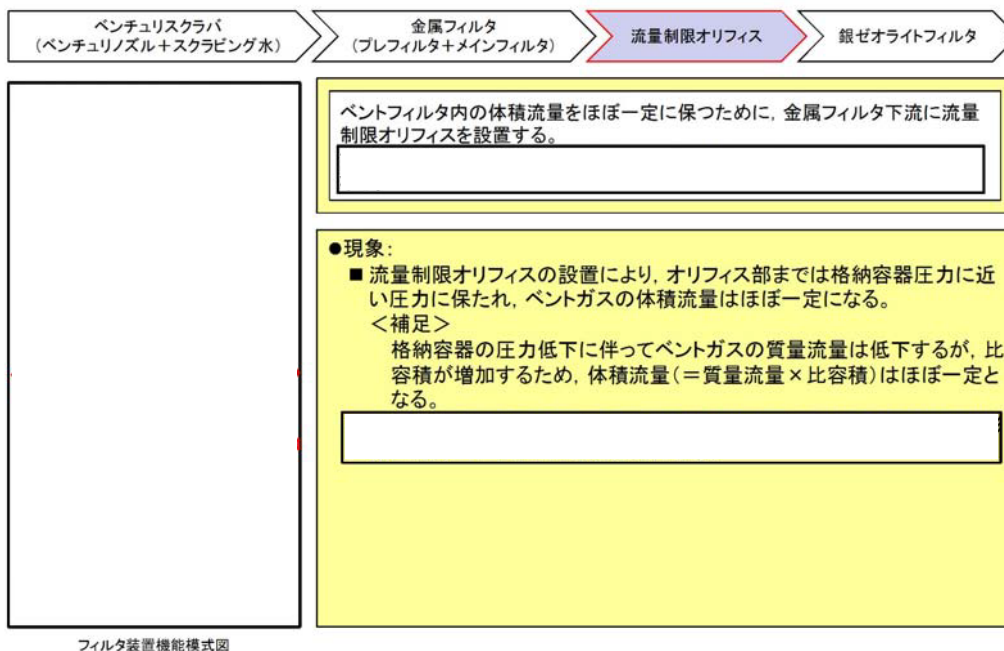 ベンチュリスクラバ
(ベンチュリノズル+スクラビング水)
金属フィルタ
(プレフィルタ+メインフィルタ)
流量制限オリフィス
銀ゼオライトフィルタ
ベントフィルタ内の体積流量をほぼ一定に保つために,金属フィルタ下流に流量
制限オリフィスを設置する。
●現象:
■ 流量制限オリフィスの設置により,オリフィス部までは格納容器圧力に近
い圧力に保たれ,ベントガスの体積流量はほぼ一定になる。
<補足>
格納容器の圧力低下に伴ってベントガスの質量流量は低下するが,比
容積が増加するため,体積流量(=質量流量×比容積)はほぼ一定と
なる。
フィルタ装置機能模式図